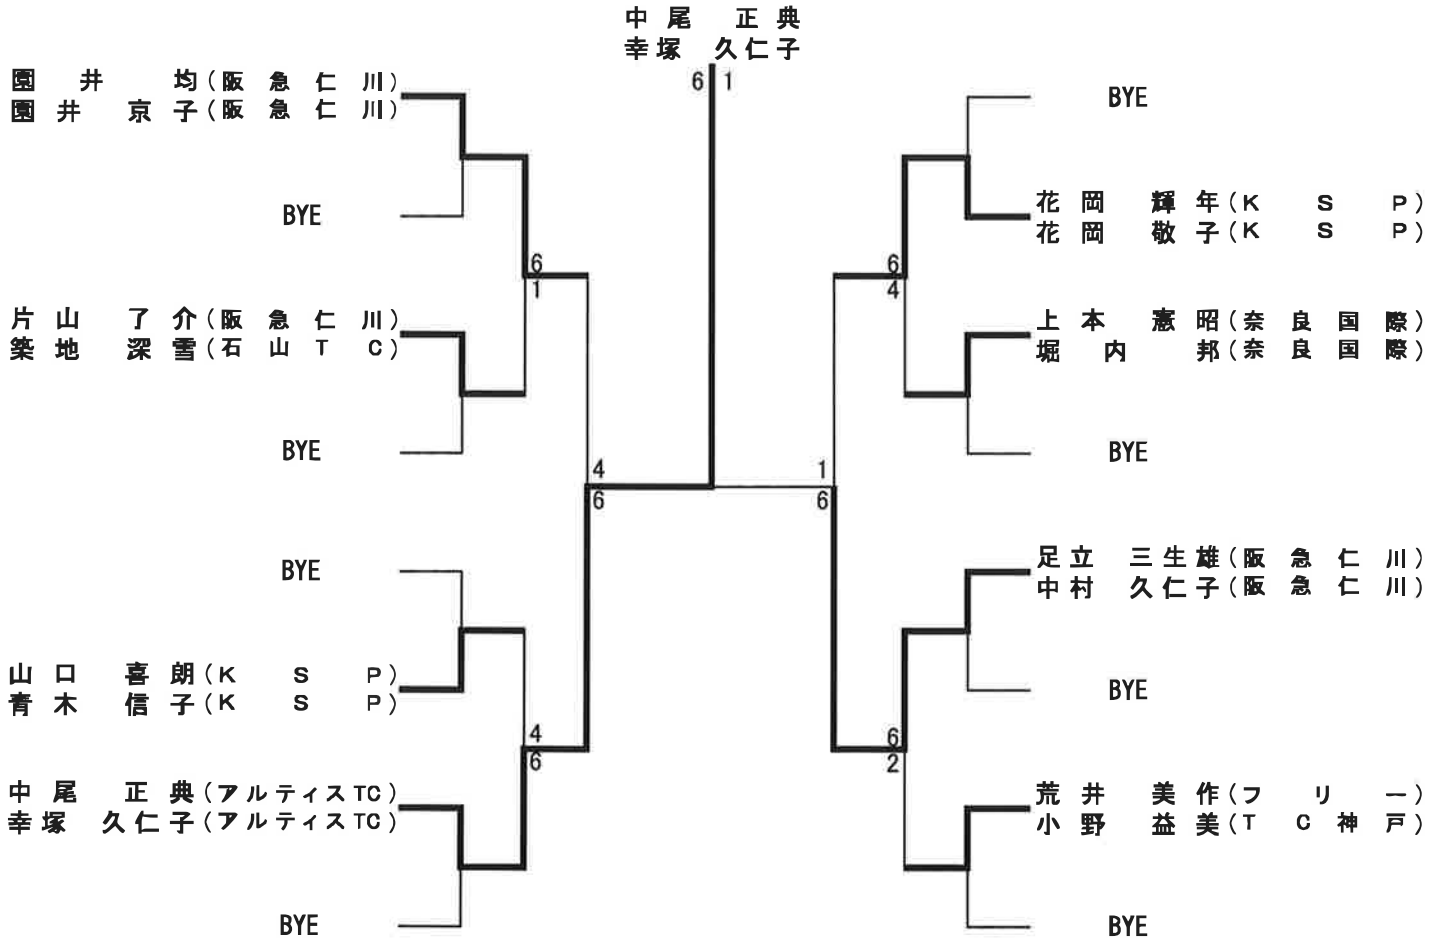 中尾 正典
幸塚 久仁子
6 1
園井 均(阪急仁川)
園井 京子(阪急仁川)
BYE
6
1
片山 了介(阪急仁川)
築地 深雪(石山TC)
BYE
4
6
BYE
山口 喜朗(KSP)
青木 信子(KSP)
4
6
中尾 正典(アルティスTC)
幸塚 久仁子(アルティスTC)
BYE
BYE
花岡 輝年(KSP)
花岡 敬子(KSP)
6
4
上本 憲昭(奈良国際)
堀内 邦(奈良国際)
BYE
1
6
足立 三生雄(阪急仁川)
中村 久仁子(阪急仁川)
BYE
6
2
荒井 美作(フリー)
小野 益美(TC神戸)
BYE